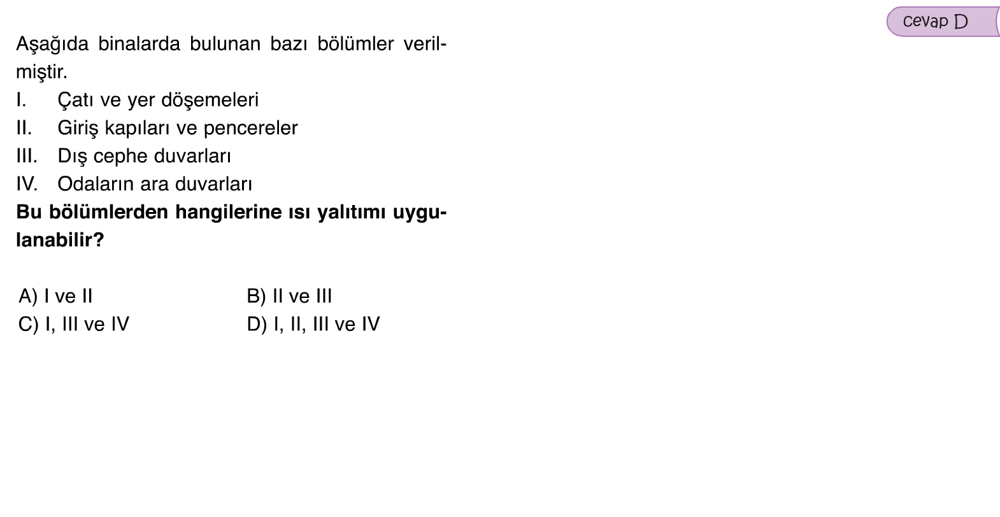 cevap D
Aşağıda binalarda bulunan bazı bölümler veril-
miştir.
I. Çatı ve yer döşemeleri
II. Giriş kapıları ve pencereler
III. Dış cephe duvarları
IV. Odaların ara duvarları
Bu bölümlerden hangilerine ısı yalıtımı uygu-
lanabilir?
A) I ve II B) II ve III
C) I, III ve IV D) I, II, III ve IV